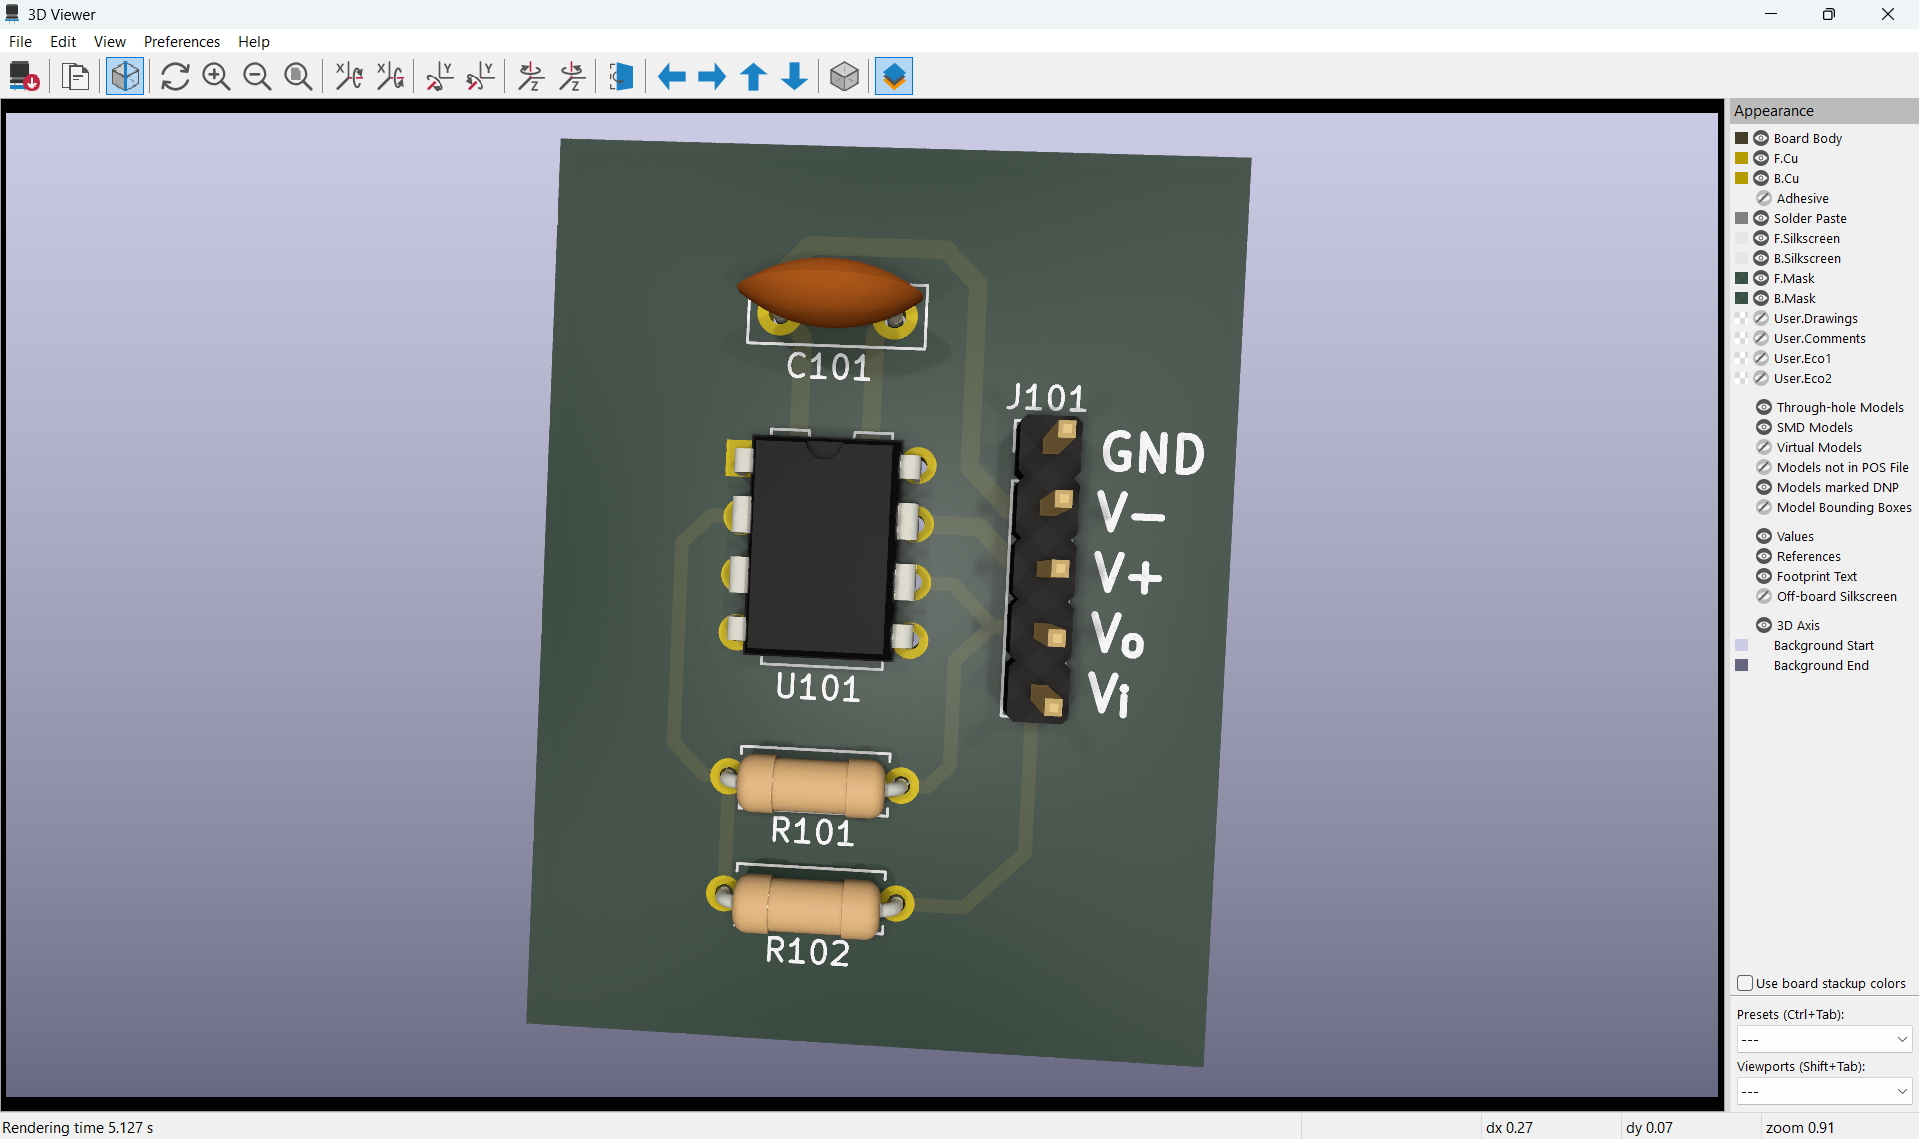 3D Viewer
File Edit View Preferences Help
Appearance
Board Body
F.Cu
B.Cu
Adhesive
Solder Paste
F.Silkscreen
B.Silkscreen
F.Mask
B.Mask
User.Drawings
User.Comments
User.Eco1
User.Eco2
Through-hole Models
SMD Models
Virtual Models
Models not in POS File
Models marked DNP
Model Bounding Boxes
Values
References
Footprint Text
Off-board Silkscreen
3D Axis
Background Start
Background End
Use board stackup colors
Presets (Ctrl+Tab):
---
Viewports (Shift+Tab):
---
C101
J101
GND
V-
V+
Vo
Vi
U101
R101
R102
Rendering time 5.127 s
dx 0.27
dy 0.07
zoom 0.91